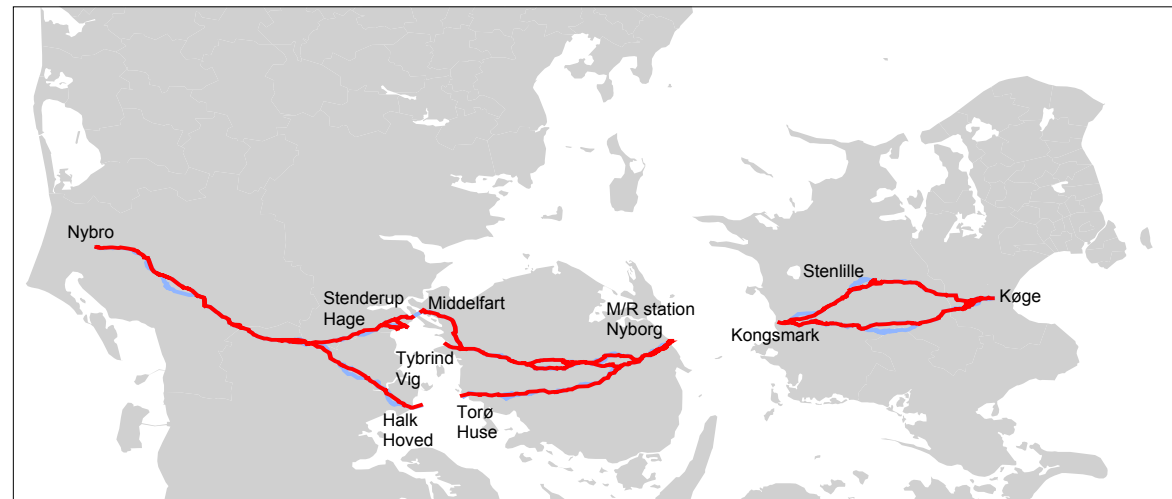 Nybro
Stenderup
Hage
Middelfart
M/R station
Nyborg
Tybrind
Vig
Halk
Hoved
Torø
Huse
Stenlille
Køge
Kongsmark